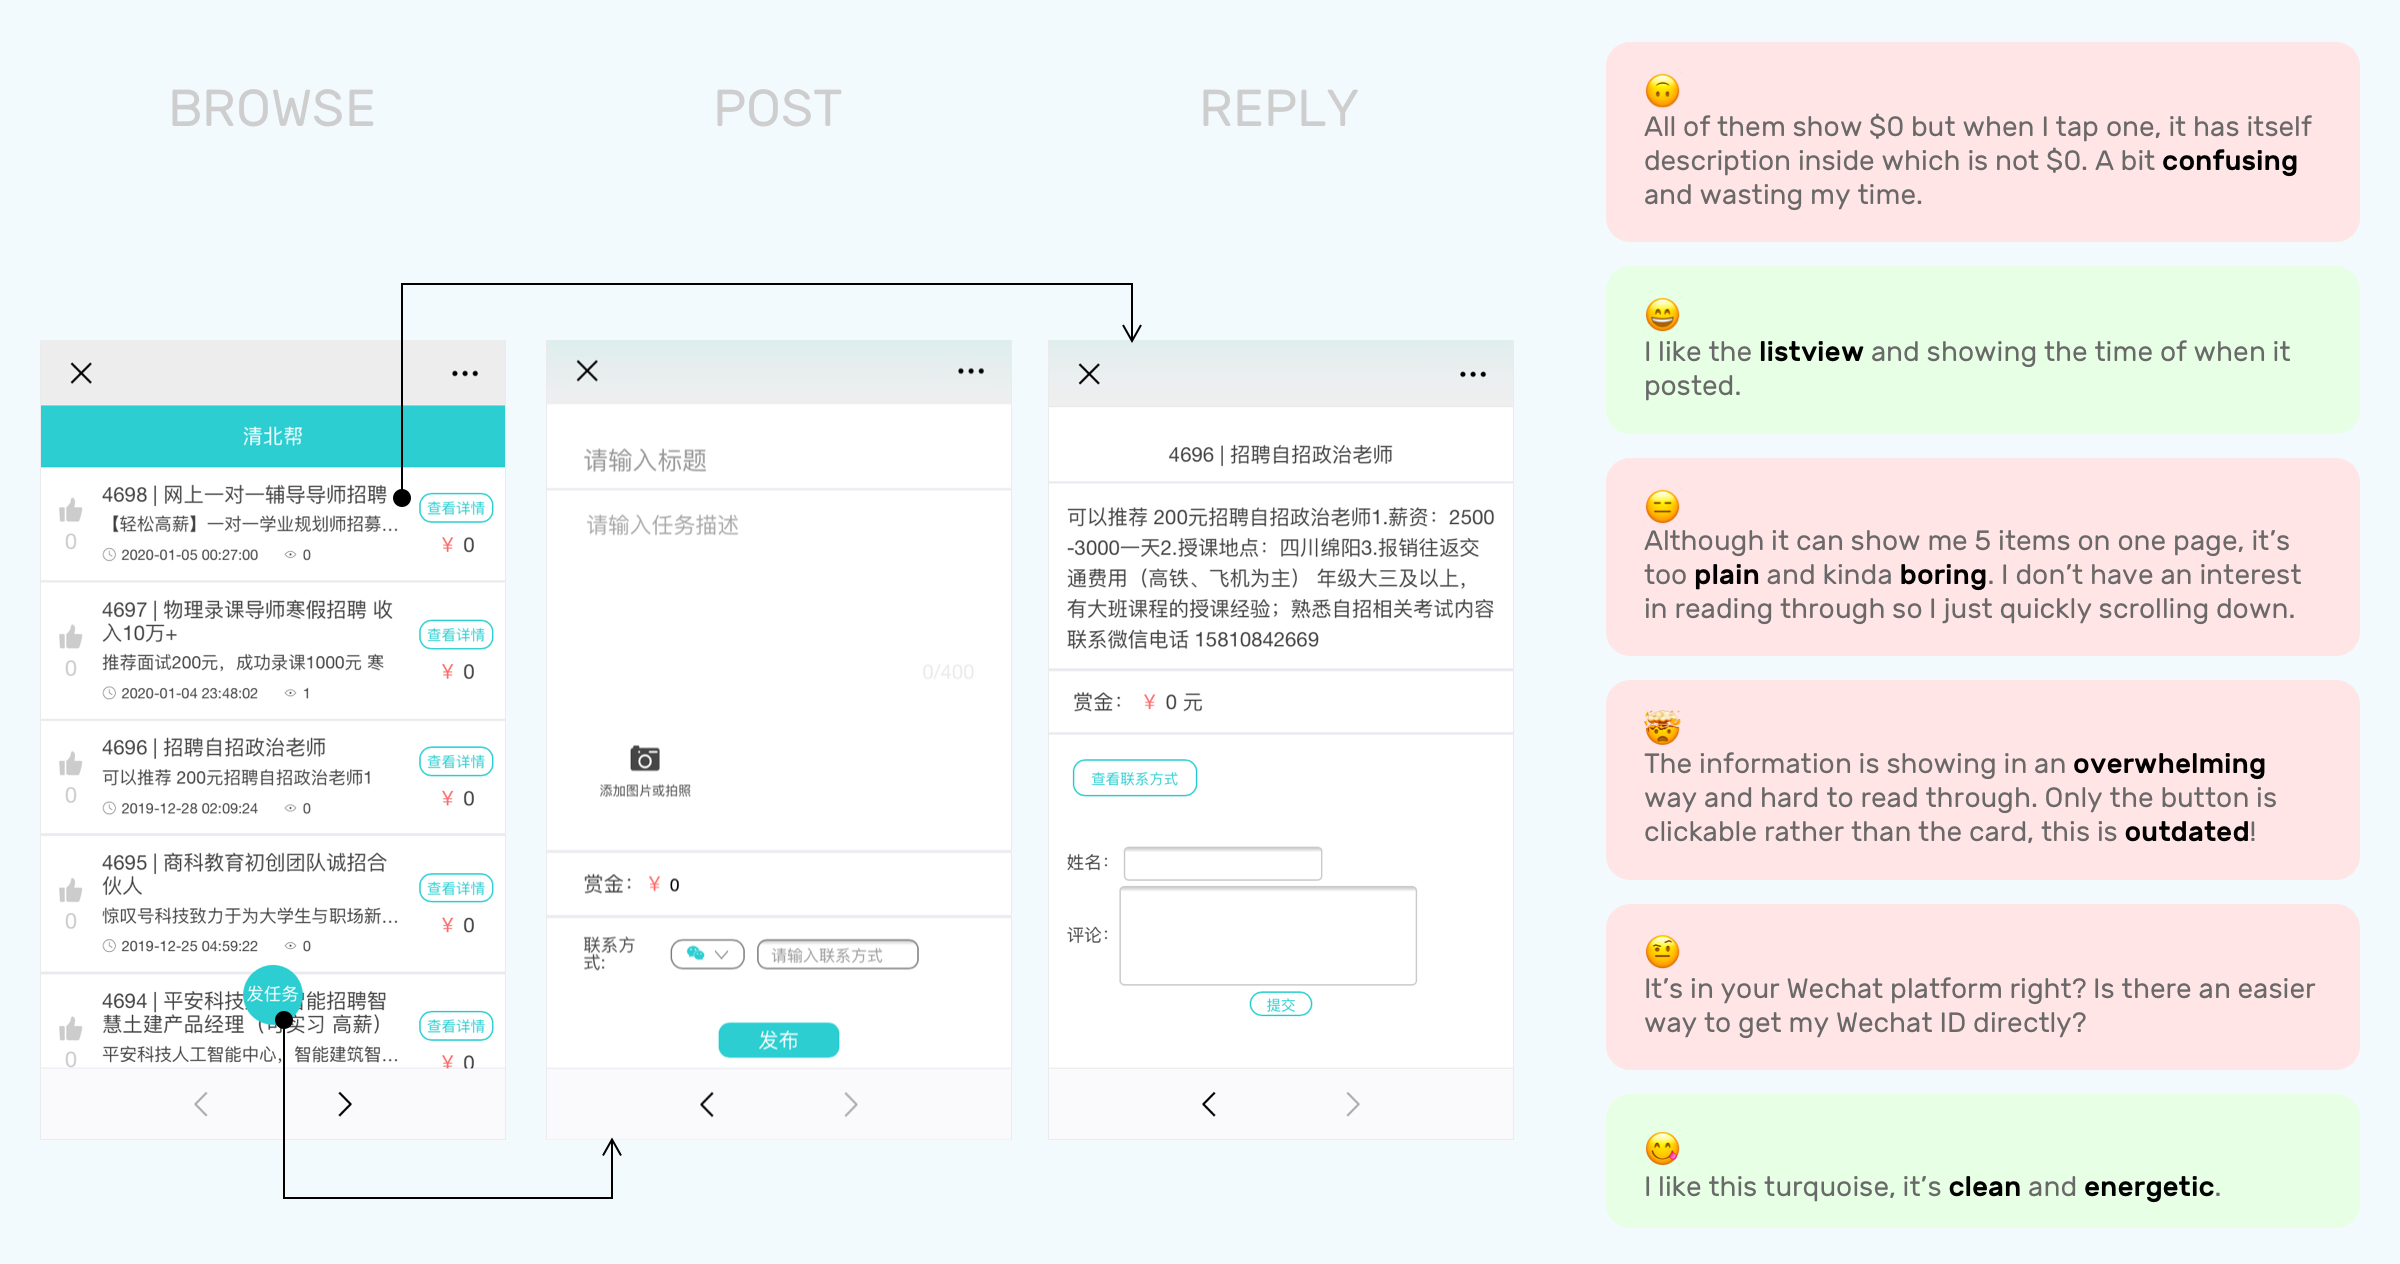 BROWSE
POST
REPLY
清北帮
4698 | 网上一对一辅导导师招聘
【轻松高薪】一对一学业规划师招募...
2020-01-05 00:27:00 0
0
查看详情
¥ 0
4697 | 物理录课导师寒假招聘 收
入10万+
推荐面试200元，成功录课1000元 寒
2020-01-04 23:48:02 1
0
查看详情
¥ 0
4696 | 招聘自招政治老师
可以推荐 200元招聘自招政治老师1
2019-12-28 02:09:24 0
0
查看详情
¥ 0
4695 | 商科教育初创团队诚招合
伙人
惊叹号科技致力于为大学生与职场新...
2019-12-25 04:59:22 0
0
查看详情
¥ 0
发任务
4694 | 平安科技 智能招聘智
慧土建产品经理（可实习 高薪）
平安科技人工智能中心，智能建筑智...
0
查看详情
¥ 0
请输入标题
请输入任务描述
0/400
添加图片或拍照
赏金： ¥ 0
联系方
式:
请输入联系方式
发布
4696 | 招聘自招政治老师
可以推荐 200元招聘自招政治老师1.薪资：2500
-3000一天2.授课地点：四川绵阳3.报销往返交
通费用（高铁、飞机为主） 年级大三及以上，
有大班课程的授课经验；熟悉自招相关考试内容
联系微信电话 15810842669
赏金： ¥ 0 元
查看联系方式
姓名：
评论：
提交
All of them show $0 but when I tap one, it has itself
description inside which is not $0. A bit confusing
and wasting my time.
I like the listview and showing the time of when it
posted.
Although it can show me 5 items on one page, it’s
too plain and kinda boring. I don’t have an interest
in reading through so I just quickly scrolling down.
The information is showing in an overwhelming
way and hard to read through. Only the button is
clickable rather than the card, this is outdated!
It’s in your Wechat platform right? Is there an easier
way to get my Wechat ID directly?
I like this turquoise, it’s clean and energetic.